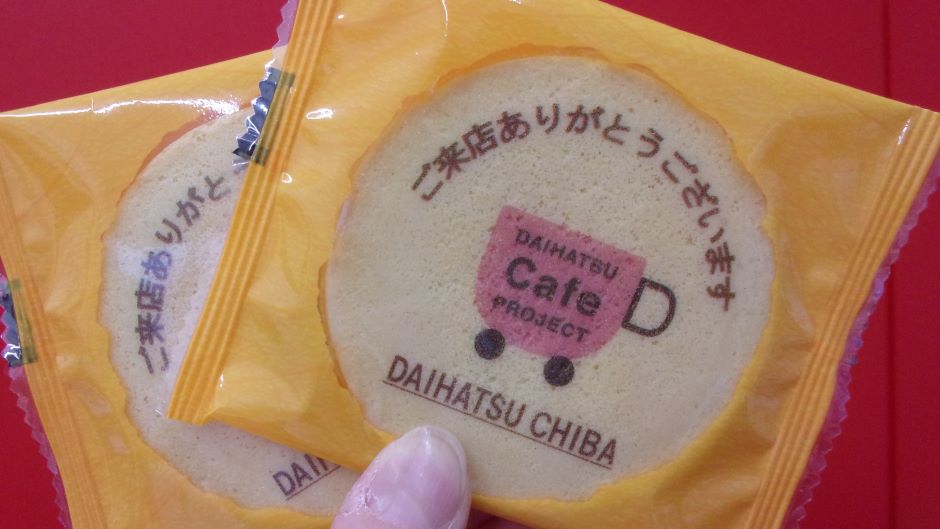 ご来店ありがとうございます
DAIHATSU
Cafe
PROJECT
DAIHATSU CHIBA
ご来店ありがと
DAI